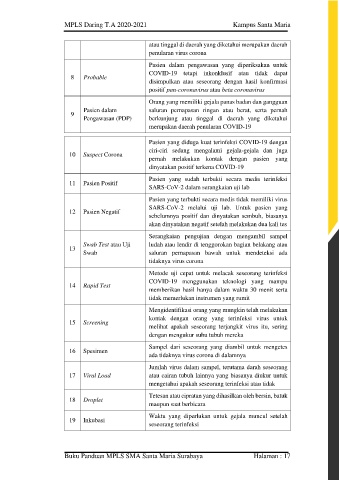 MPLS Daring T.A 2020-2021 Kampus Santa Maria
atau tinggal di daerah yang diketahui merupakan daerah
penularan virus corona
Pasien dalam pengawasan yang diperiksakan untuk
COVID-19 tetapi inkonklusif atau tidak dapat
8 Probable
disimpulkan atau seseorang dengan hasil konfirmasi
positif pan-coronavirus atau beta coronavirus
Orang yang memiliki gejala panas badan dan gangguan
saluran pernapasan ringan atau berat, serta pernah
9 Pasien dalam
Pengawasan (PDP)
berkunjung atau tinggal di daerah yang diketahui
merupakan daerah penularan COVID-19
Pasien yang diduga kuat terinfeksi COVID-19 dengan
ciri-ciri sedang mengalami gejala-gejala dan juga
10 Suspect Corona
pernah melakukan kontak dengan pasien yang
dinyatakan positif terkena COVID-19
11 Pasien Positif
Pasien yang sudah terbukti secara medis terinfeksi
SARS-CoV-2 dalam serangkaian uji lab
Pasien yang terbukti secara medis tidak memiliki virus
SARS-CoV-2 melalui uji lab. Untuk pasien yang
12 Pasien Negatif
sebelumnya positif dan dinyatakan sembuh, biasanya
akan dinyatakan negatif setelah melakukan dua kali tes
Serangkaian pengujian dengan mengambil sampel
13 Swab Test atau Uji
Swab
ludah atau lendir di tenggorokan bagian belakang atau
saluran pernapasan bawah untuk mendeteksi ada
tidaknya virus corona
Metode uji cepat untuk melacak seseorang terinfeksi
COVID-19 menggunakan teknologi yang mampu
14 Rapid Test
memberikan hasil hanya dalam waktu 30 menit serta
tidak memerlukan instrumen yang rumit
Mengidentifikasi orang yang mungkin telah melakukan
kontak dengan orang yang terinfeksi virus untuk
15 Screening
melihat apakah seseorang terjangkit virus itu, sering
dengan mengukur suhu tubuh mereka
16 Spesimen
Sampel dari seseorang yang diambil untuk mengetes
ada tidaknya virus corona di dalamnya
Jumlah virus dalam sampel, terutama darah seseorang
17 Viral Load
atau cairan tubuh lainnya yang biasanya diukur untuk
mengetahui apakah seseorang terinfeksi atau tidak
18 Droplet
Tetesan atau cipratan yang dihasilkan oleh bersin, batuk
maupun saat berbicara
19 Inkubasi
Waktu yang diperlukan untuk gejala muncul setelah
seseorang terinfeksi
Buku Panduan MPLS SMA Santa Maria Surabaya Halaman : 17